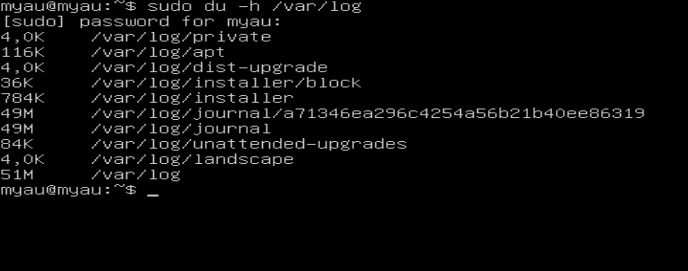 myau@myau:~$ sudo du -h /var/log
[sudo] password for myau:
4,0K /var/log/private
116K /var/log/apt
4,0K /var/log/dist-upgrade
36K /var/log/installer/block
784K /var/log/installer
49M /var/log/journal/a71346ea296c4254a56b21b40ee86319
49M /var/log/journal
84K /var/log/unattended-upgrades
4,0K /var/log/landscape
51M /var/log
myau@myau:~$ _